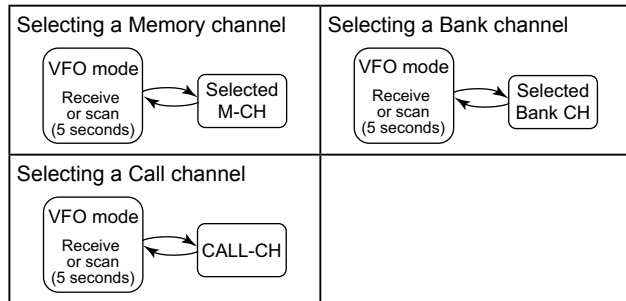 Selecting a Memory channel
VFO mode
Receive
or scan
(5 seconds)
Selected
M-CH
Selecting a Bank channel
VFO mode
Receive
or scan
(5 seconds)
Selected
Bank CH
Selecting a Call channel
VFO mode
Receive
or scan
(5 seconds)
CALL-CH